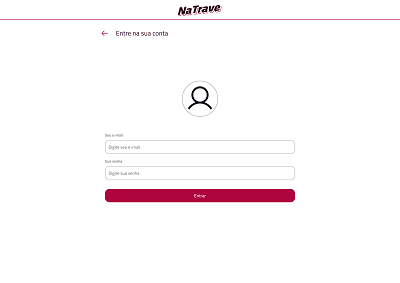 NaTrave
Entre na sua conta
Seu e-mail
Digite seu e-mail
Sua senha
Digite sua senha
Entrar